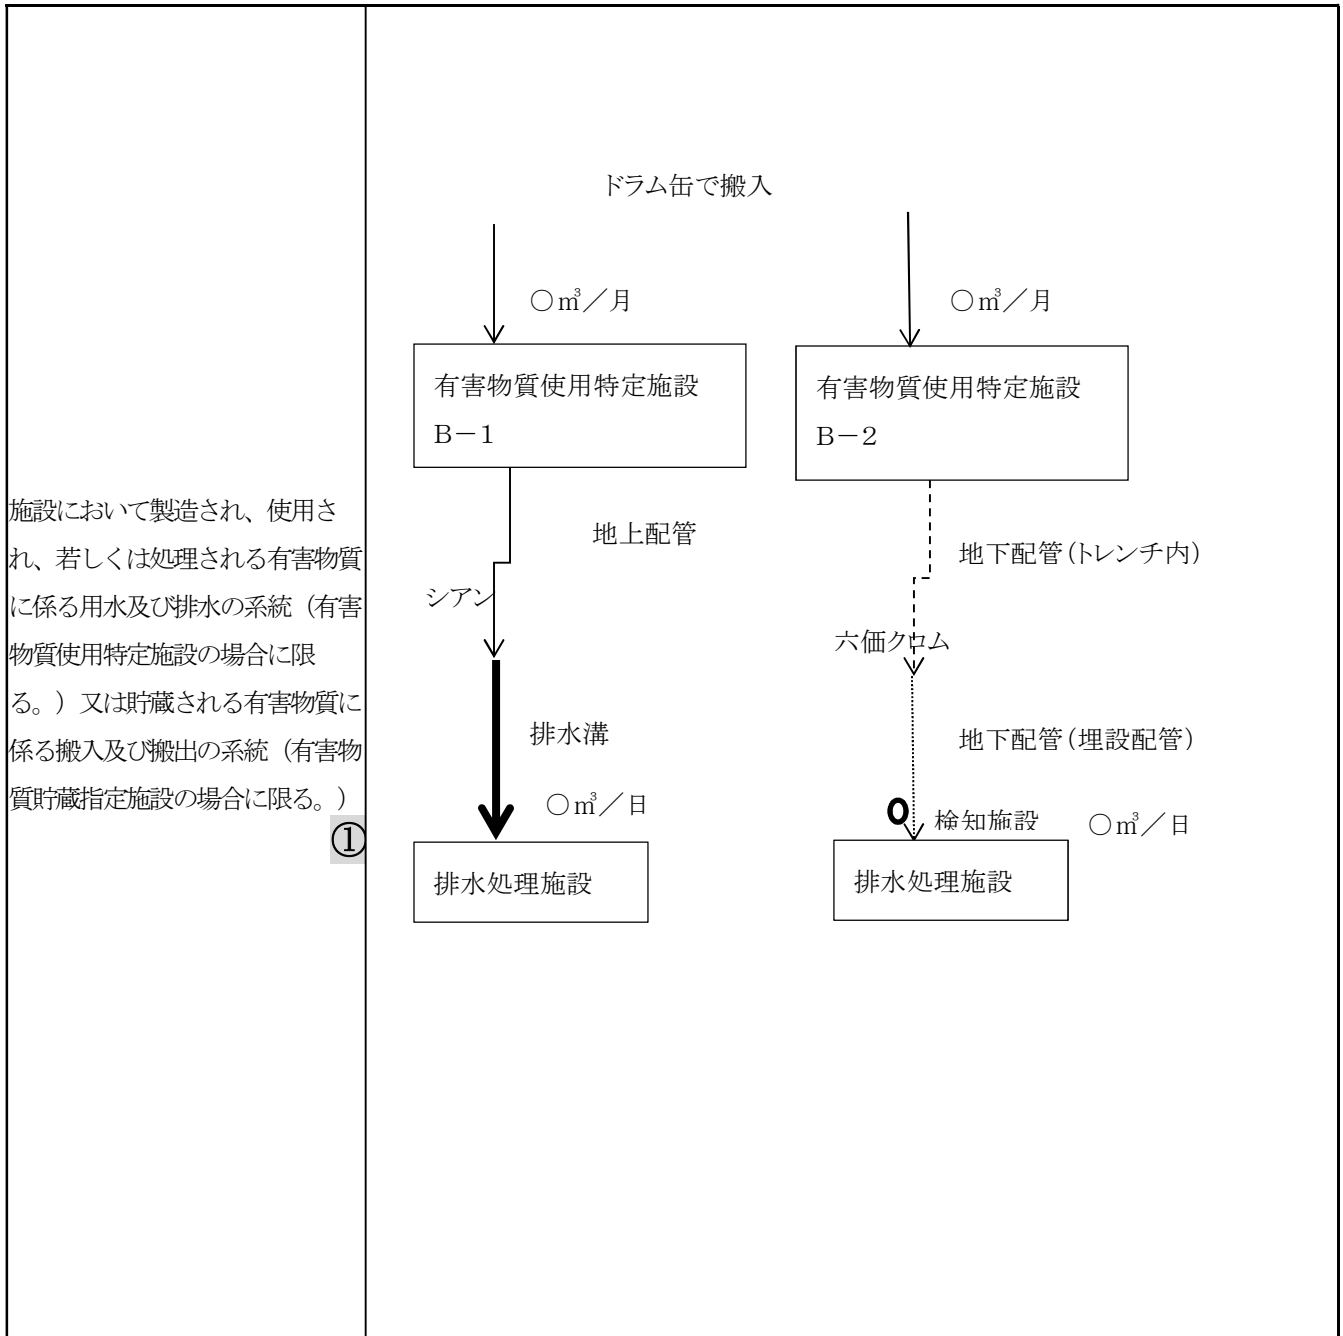 施設において製造され、使用さ
れ、若しくは処理される有害物質
に係る用水及び排水の系統（有害
物質使用特定施設の場合に限
る。）又は貯蔵される有害物質に
係る搬入及び搬出の系統（有害物
質貯蔵指定施設の場合に限る。）
①
ドラム缶で搬入
〇㎥／月
〇㎥／月
有害物質使用特定施設
B－1
有害物質使用特定施設
B－2
地上配管
地下配管(トレンチ内)
シアン
六価クロム
排水溝
地下配管(埋設配管)
〇㎥／日
検知施設
〇㎥／日
排水処理施設
排水処理施設